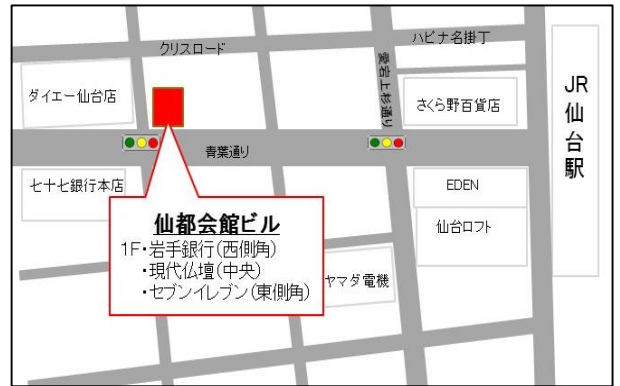 クリスロード
ハピナ名掛丁
愛宕上杉通り
ダイエー仙台店
さくら野百貨店
JR仙台駅
青葉通り
七十七銀行本店
EDEN
仙台ロフト
仙都会館ビル
1F・岩手銀行(西側角)
・現代仏壇(中央)
・セブンイレブン(東側角)
ヤマダ電機